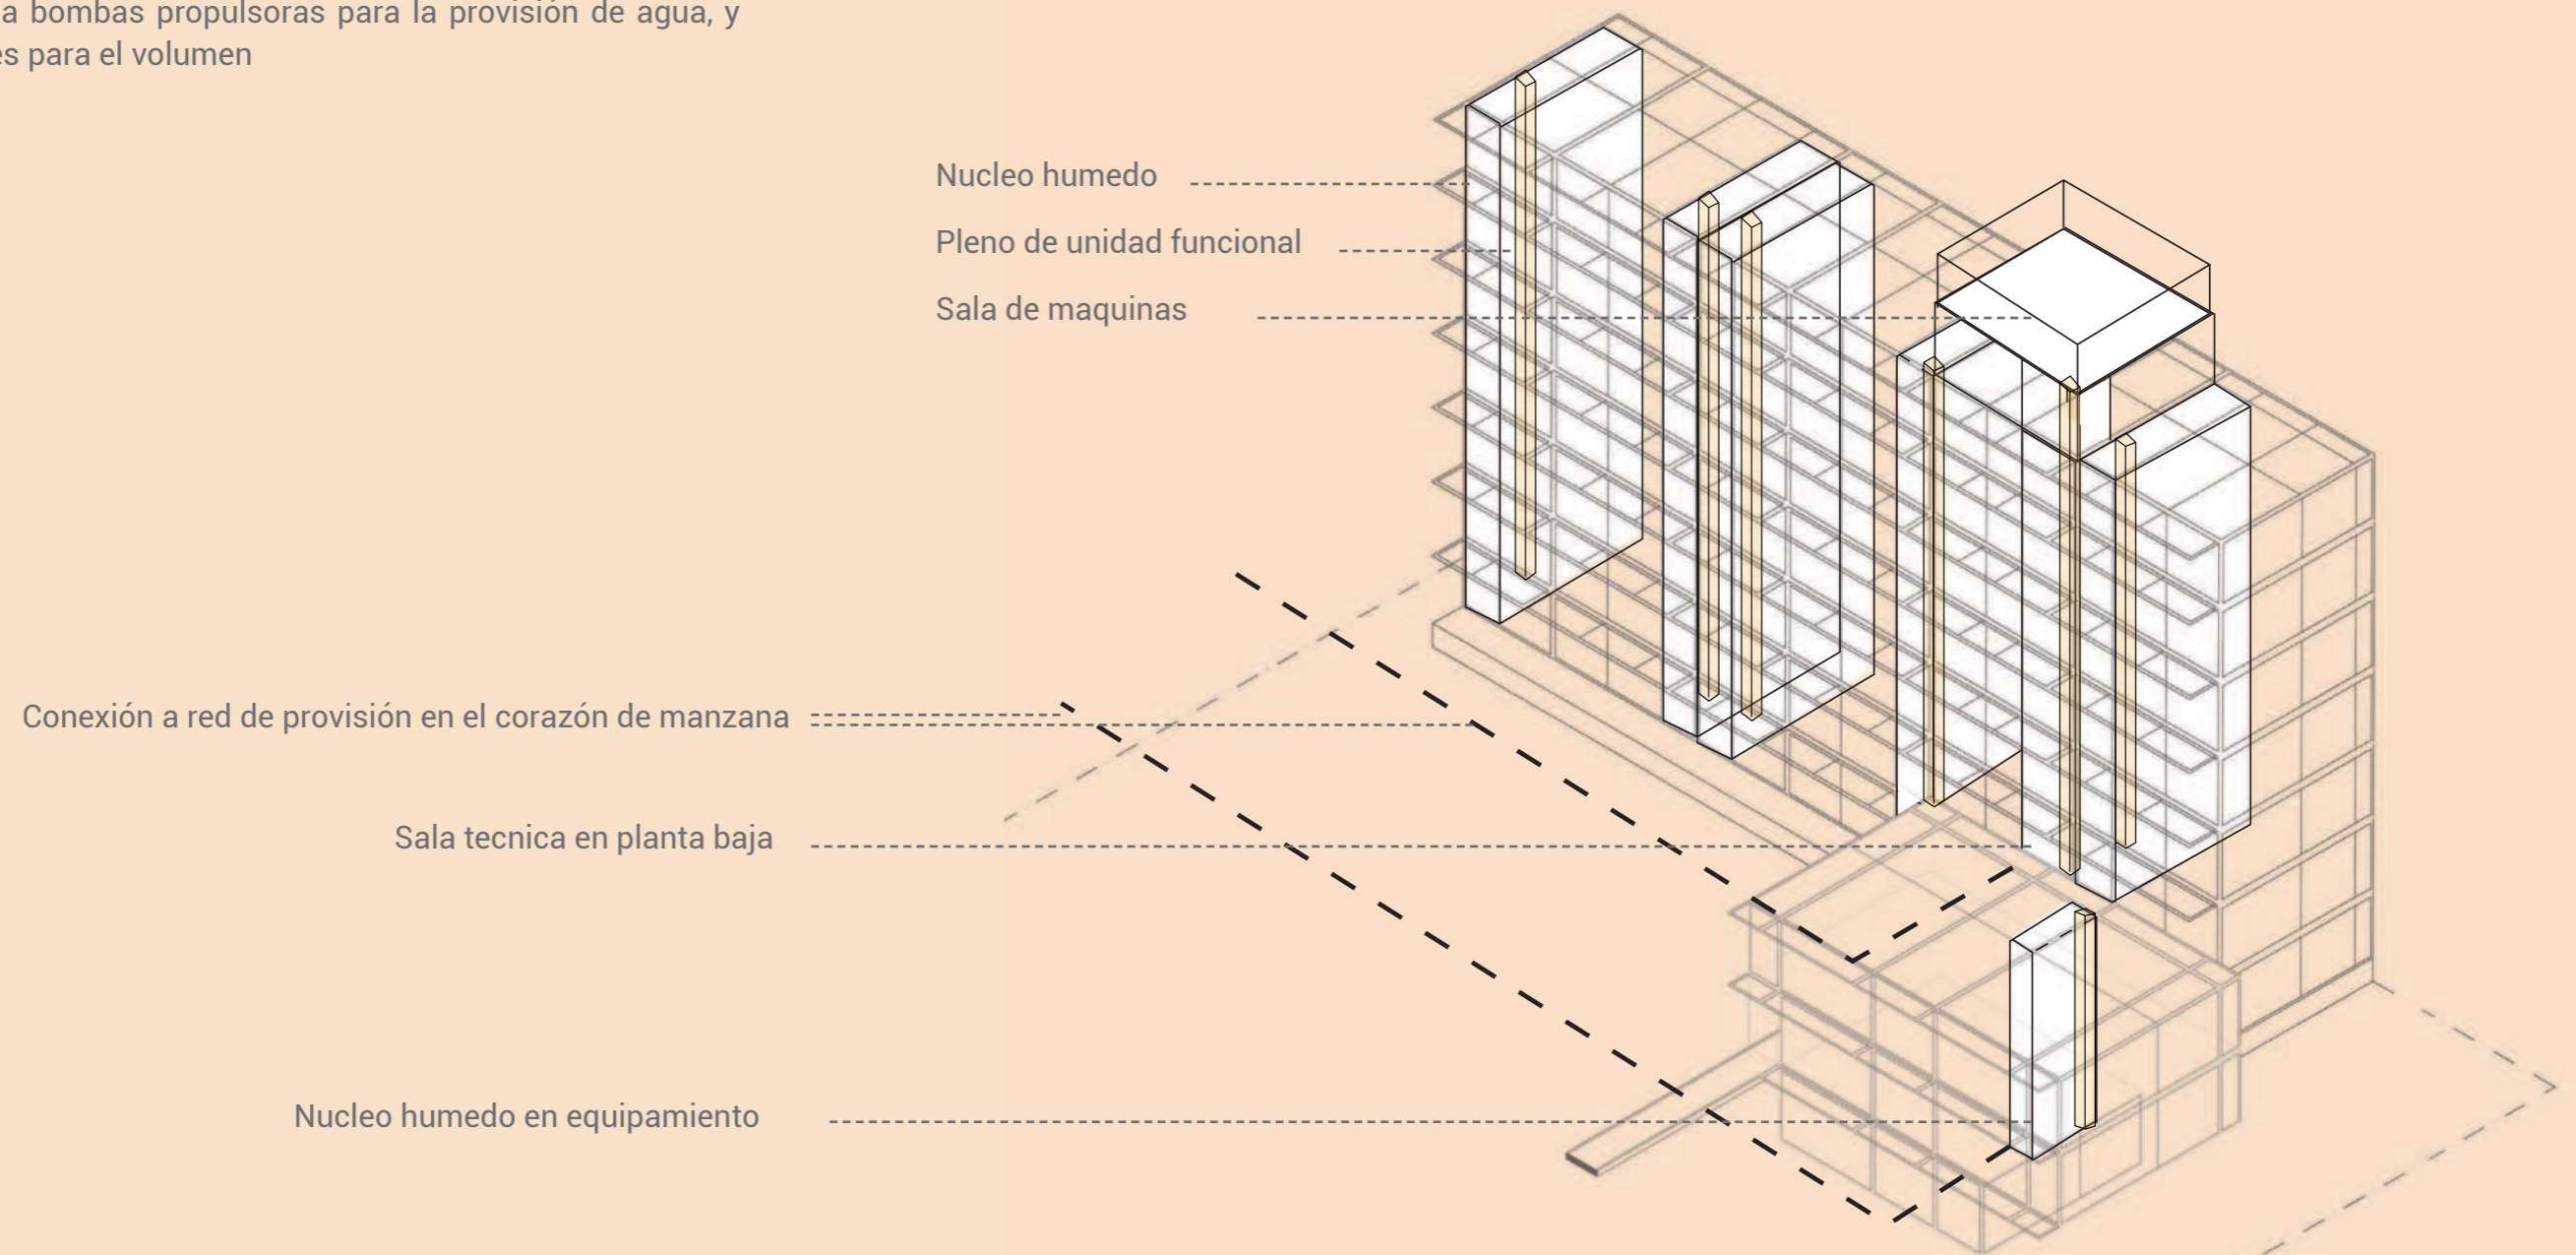 a bombas propulsoras para la provisión de agua, y
es para el volumen
Nucleo humedo
Pleno de unidad funcional
Sala de maquinas
Conexión a red de provisión en el corazón de manzana
Sala tecnica en planta baja
Nucleo humedo en equipamiento